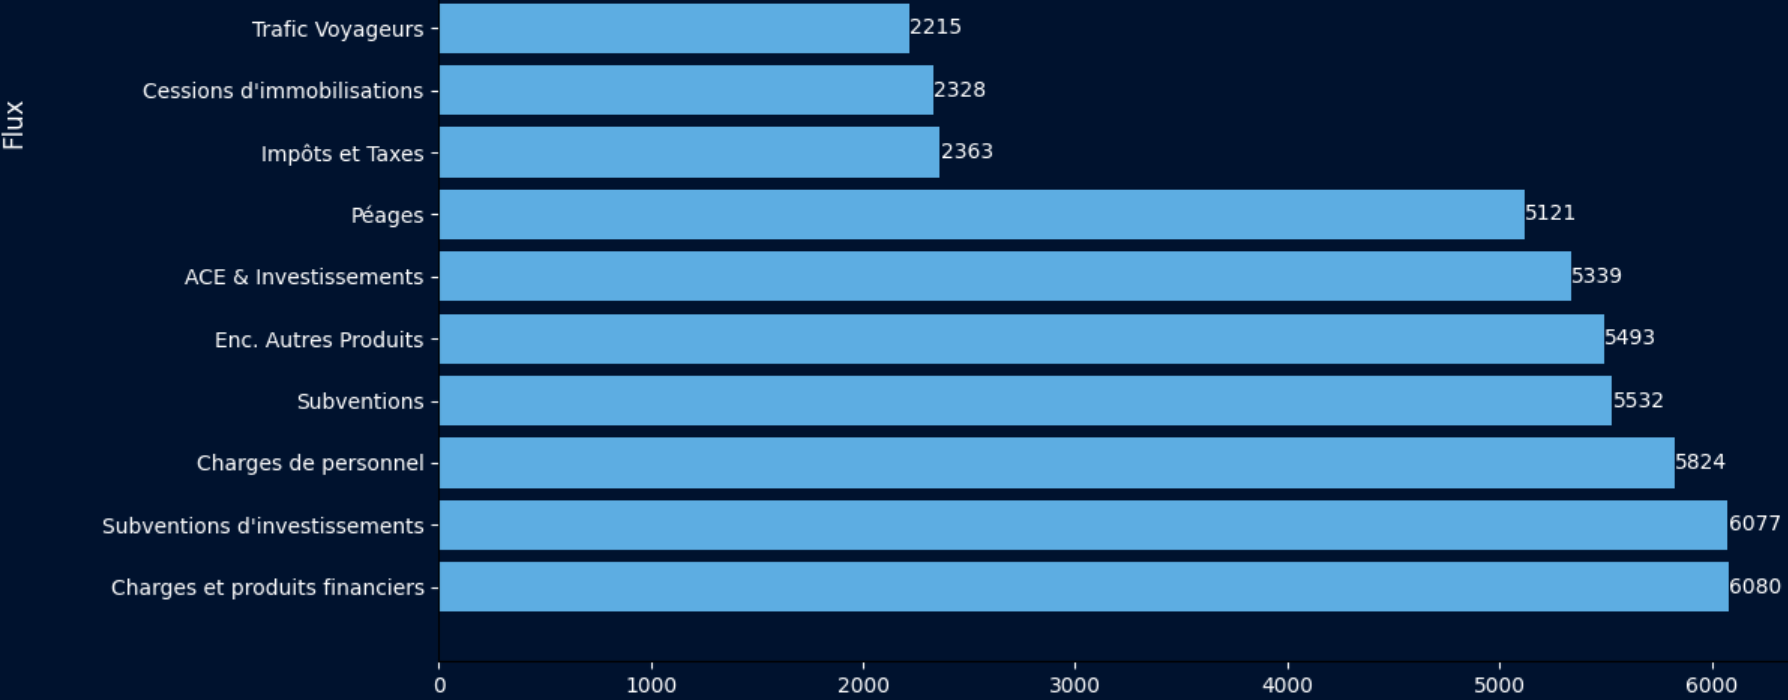 Flux
Trafic Voyageurs 2215
Cessions d'immobilisations 2328
Impôts et Taxes 2363
Péages 5121
ACE & Investissements 5339
Enc. Autres Produits 5493
Subventions 5532
Charges de personnel 5824
Subventions d'investissements 6077
Charges et produits financiers 6080
0 1000 2000 3000 4000 5000 6000